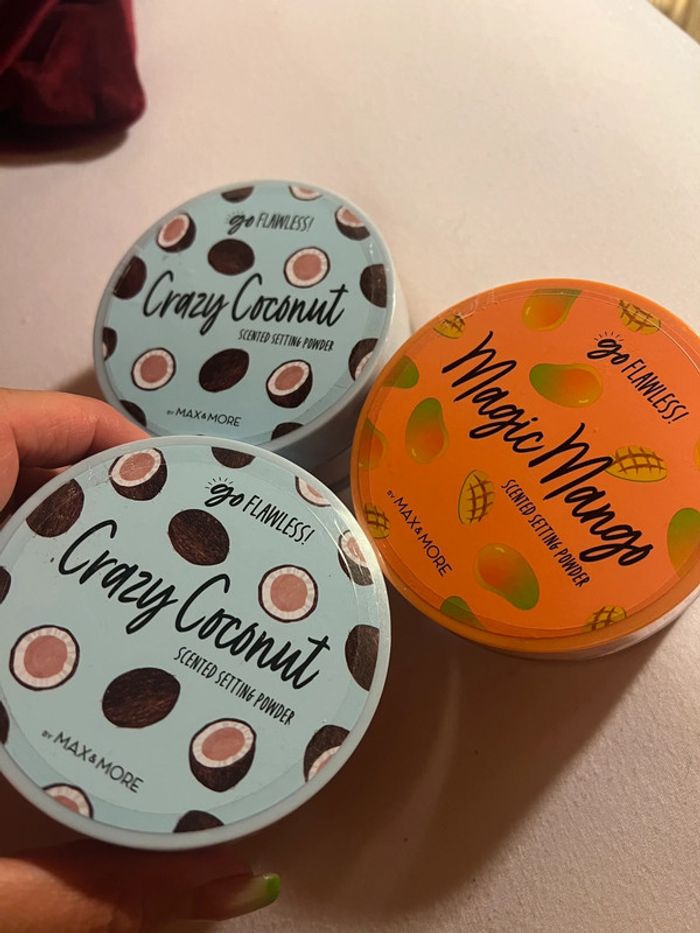 go FLAWLESS!
Crazy Coconut
SCENTED SETTING POWDER
BY MAX & MORE
go FLAWLESS!
Magic Mango
SCENTED SETTING POWDER
BY MAX & MORE
go FLAWLESS!
Crazy Coconut
SCENTED SETTING POWDER
BY MAX & MORE